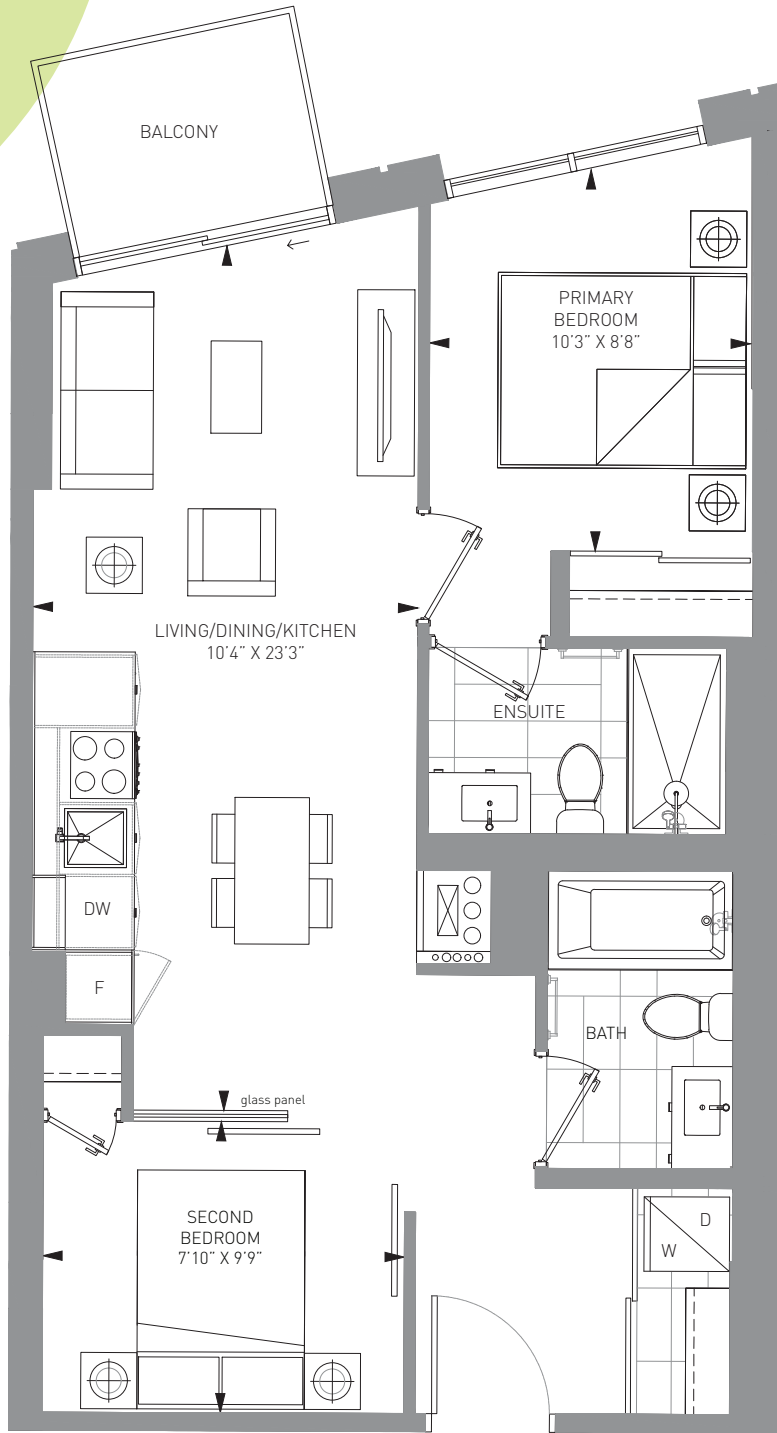 BALCONY
PRIMARY
BEDROOM
10'3" X 8'8"
LIVING/DINING/KITCHEN
10'4" X 23'3"
ENSUITE
DW
F
BATH
glass panel
SECOND
BEDROOM
7'10" X 9'9"
D
W